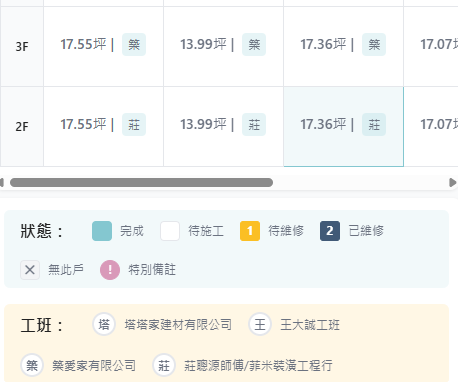 3F 17.55坪 | 築 13.99坪 | 築 17.36坪 | 築 17.07
2F 17.55坪 | 莊 13.99坪 | 莊 17.36坪 | 莊 17.07
狀態： 完成 待施工 1 待維修 2 已維修
✕ 無此戶 ! 特別備註
工班： 塔 塔塔家建材有限公司 王 王大誠工班
築 築愛家有限公司 莊 莊聰源師傅/菲米裝潢工程行